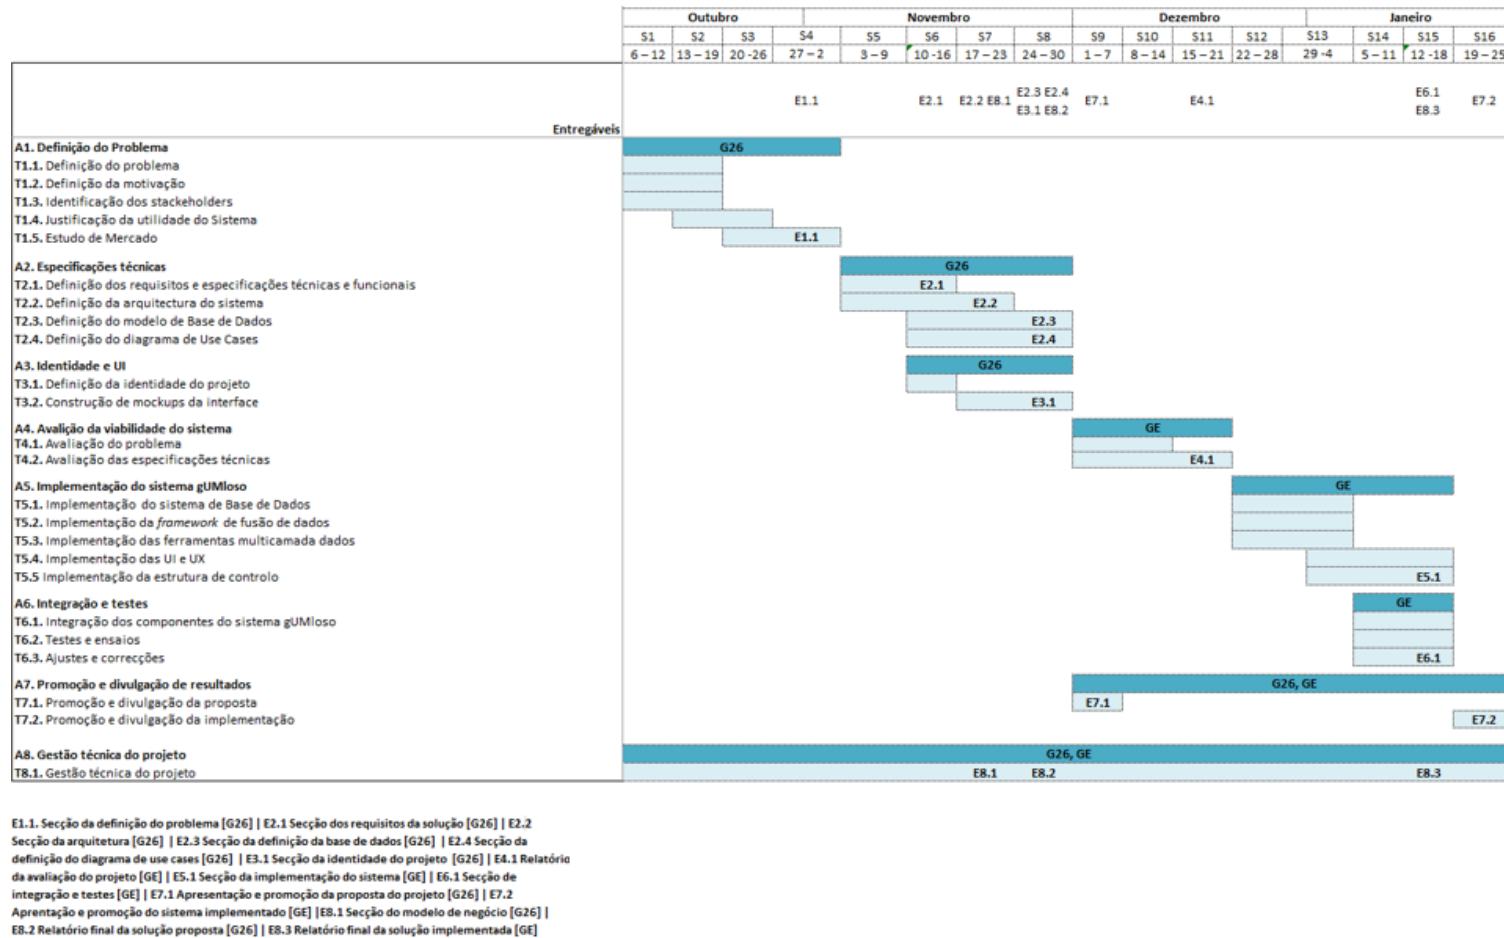 Outubro Novembro Dezembro Janeiro
S1 S2 S3 S4 S5 S6 S7 S8 S9 S10 S11 S12 S13 S14 S15 S16
6 – 12 13 – 19 20 -26 27 – 2 3 – 9 10 -16 17 – 23 24 – 30 1 – 7 8 – 14 15 – 21 22 – 28 29 -4 5 – 11 12 -18 19 – 25
E2.3 E2.4 E6.1
E1.1 E2.1 E2.2 E8.1 E7.1 E4.1 E7.2
E3.1 E8.2 E8.3
Entregáveis
A1. Definição do Problema G26
T1.1. Definição do problema
T1.2. Definição da motivação
T1.3. Identificação dos stackeholders
T1.4. Justificação da utilidade do Sistema
T1.5. Estudo de Mercado E1.1
A2. Especificações técnicas G26
T2.1. Definição dos requisitos e especificações técnicas e funcionais E2.1
T2.2. Definição da arquitectura do sistema E2.2
T2.3. Definição do modelo de Base de Dados E2.3
T2.4. Definição do diagrama de Use Cases E2.4
A3. Identidade e UI G26
T3.1. Definição da identidade do projeto
T3.2. Construção de mockups da interface E3.1
A4. Avalição da viabilidade do sistema GE
T4.1. Avaliação do problema
T4.2. Avaliação das especificações técnicas E4.1
A5. Implementação do sistema gUMloso GE
T5.1. Implementação do sistema de Base de Dados
T5.2. Implementação da framework de fusão de dados
T5.3. Implementação das ferramentas multicamada dados
T5.4. Implementação das UI e UX
T5.5 Implementação da estrutura de controlo E5.1
A6. Integração e testes GE
T6.1. Integração dos componentes do sistema gUMloso
T6.2. Testes e ensaios
T6.3. Ajustes e correcções E6.1
A7. Promoção e divulgação de resultados G26, GE
T7.1. Promoção e divulgação da proposta E7.1
T7.2. Promoção e divulgação da implementação E7.2
A8. Gestão técnica do projeto G26, GE
T8.1. Gestão técnica do projeto E8.1 E8.2 E8.3
E1.1. Secção da definição do problema [G26] | E2.1 Secção dos requisitos da solução [G26] | E2.2
Secção da arquitetura [G26] | E2.3 Secção da definição da base de dados [G26] | E2.4 Secção da
definição do diagrama de use cases [G26] | E3.1 Secção da identidade do projeto [G26] | E4.1 Relatório
da avaliação do projeto [GE] | E5.1 Secção da implementação do sistema [GE] | E6.1 Secção de
integração e testes [GE] | E7.1 Apresentação e promoção da proposta do projeto [G26] | E7.2
Aprentação e promoção do sistema implementado [GE] |E8.1 Secção do modelo de negócio [G26] |
E8.2 Relatório final da solução proposta [G26] | E8.3 Relatório final da solução implementada [GE]